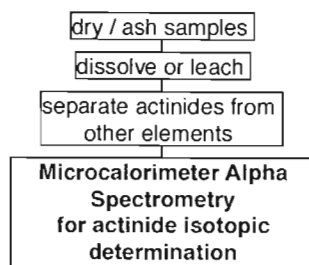 dry / ash samples
dissolve or leach
separate actinides from
other elements
Microcalorimeter Alpha
Spectrometry
for actinide isotopic
determination